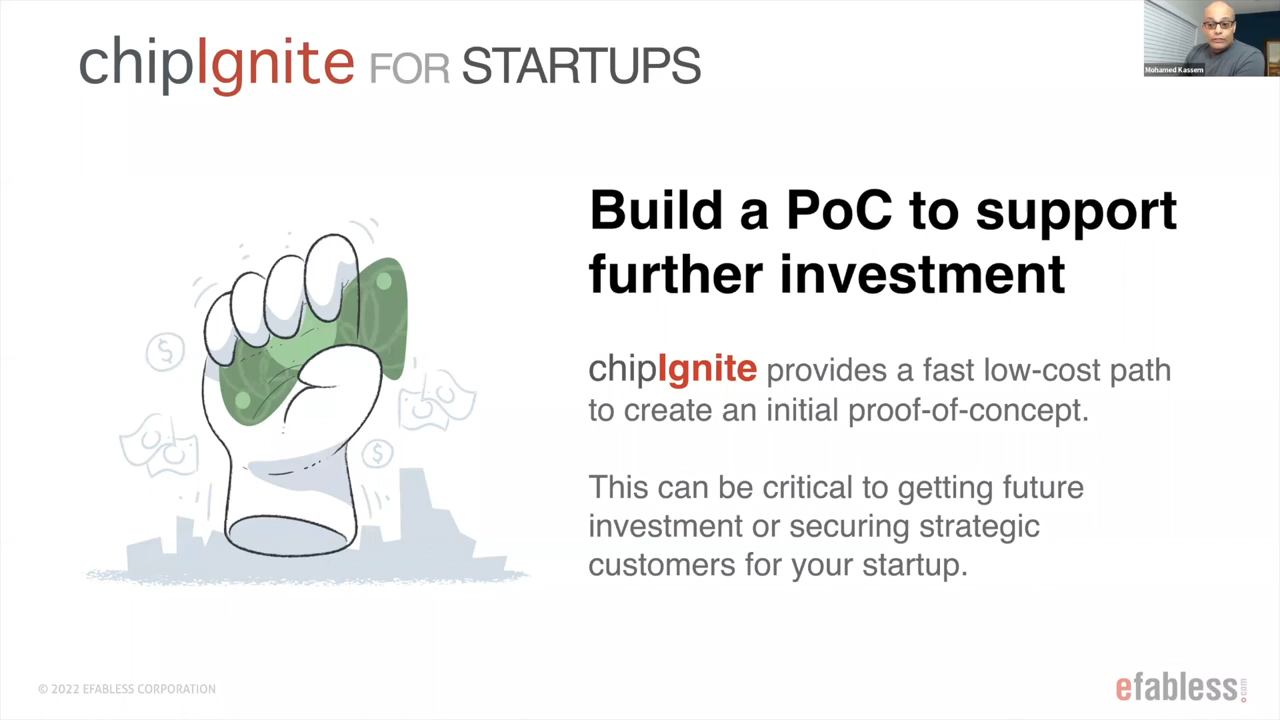 chipIgnite FOR STARTUPS
Mohamed Kassem
Build a PoC to support
further investment
chipIgnite provides a fast low-cost path
to create an initial proof-of-concept.
This can be critical to getting future
investment or securing strategic
customers for your startup.
$
$
© 2022 EFABLESS CORPORATION
efabless.com